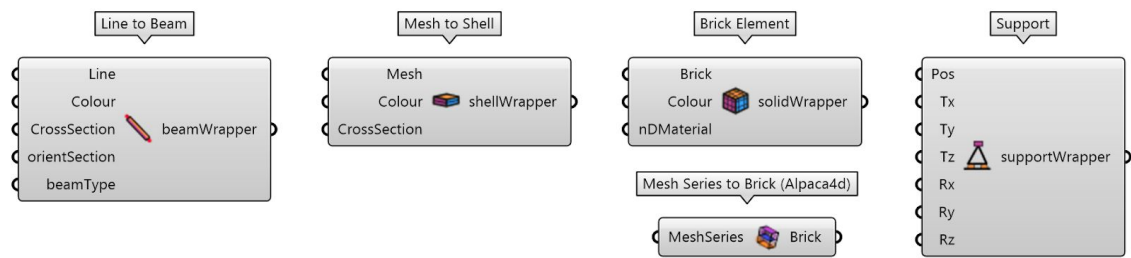 Line to Beam
Line
Colour
CrossSection
orientSection
beamType
beamWrapper
Mesh to Shell
Mesh
Colour
CrossSection
shellWrapper
Brick Element
Brick
Colour
nDMaterial
solidWrapper
Mesh Series to Brick (Alpaca4d)
MeshSeries
Brick
Support
Pos
Tx
Ty
Tz
Rx
Ry
Rz
supportWrapper